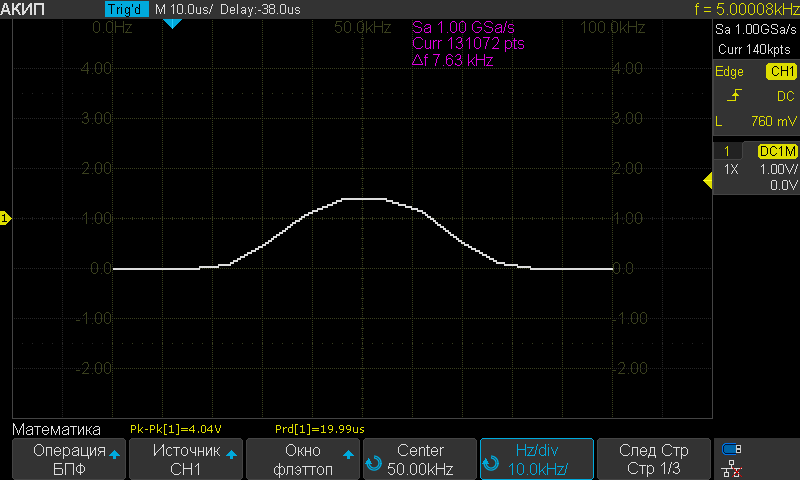 АКИП Trig'd M 10.0us/ Delay:-38.0us f = 5.00008kHz
0.0Hz 50.0kHz 100.0kHz
Sa 1.00 GSa/s
Curr 131072 pts
Δf 7.63 kHz
Sa 1.00GSa/s
Curr 140kpts
Edge CH1
DC
L 760 mV
1 DC1M
1X 1.00V/
0.0V
4.00 4.00
3.00 3.00
2.00 2.00
1 1.00 1.00
0.0 0.0
-1.00 -1.00
-2.00 -2.00
Математика Pk-Pk[1]=4.04V Prd[1]=19.99us
Операция
БПФ
Источник
CH1
Окно
флэттоп
Center
50.00kHz
Hz/div
10.0kHz/
След Стр
Стр 1/3